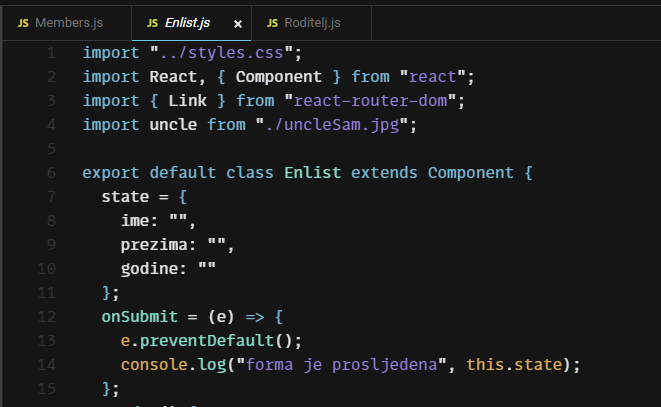 JS Members.js JS Enlist.js × JS Roditelj.js
1 import "../styles.css";
2 import React, { Component } from "react";
3 import { Link } from "react-router-dom";
4 import uncle from "./uncleSam.jpg";
5
6 export default class Enlist extends Component {
7 state = {
8 ime: "",
9 prezima: "",
10 godine: ""
11 };
12 onSubmit = (e) => {
13 e.preventDefault();
14 console.log("forma je prosljedena", this.state);
15 };